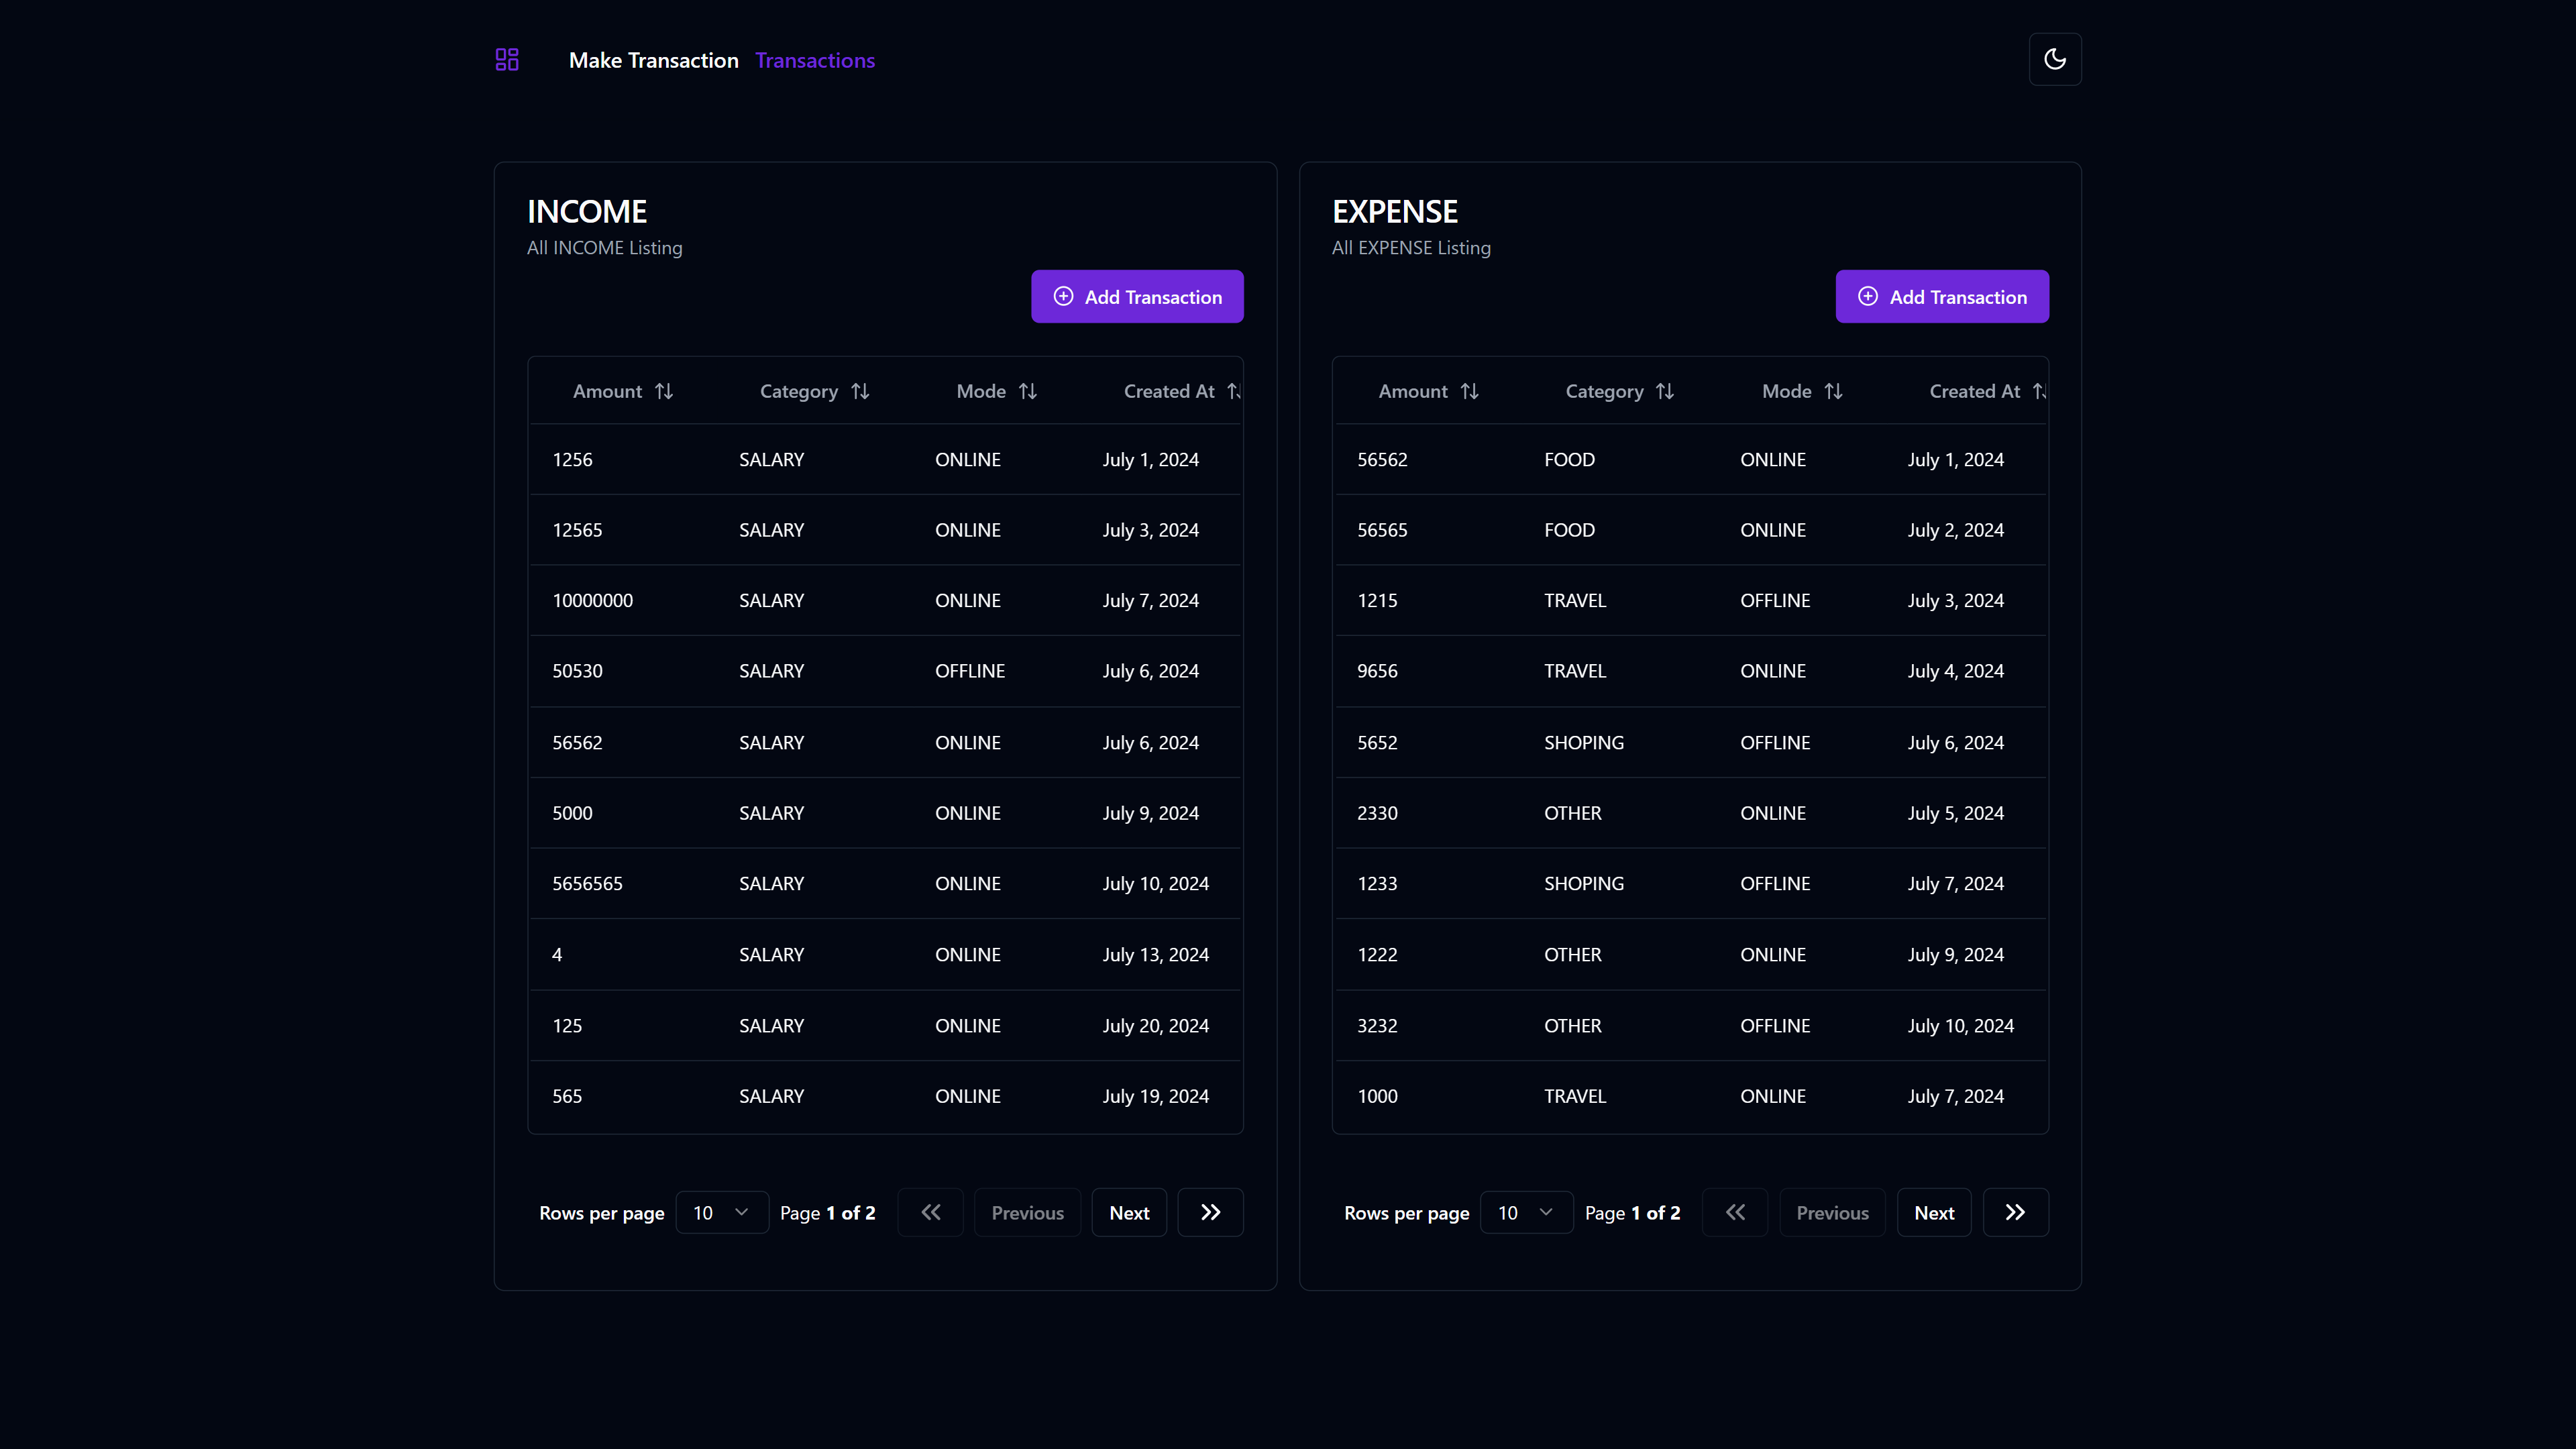 Make Transaction Transactions
INCOME
All INCOME Listing
Add Transaction
Amount Category Mode Created At
1256 SALARY ONLINE July 1, 2024
12565 SALARY ONLINE July 3, 2024
10000000 SALARY ONLINE July 7, 2024
50530 SALARY OFFLINE July 6, 2024
56562 SALARY ONLINE July 6, 2024
5000 SALARY ONLINE July 9, 2024
5656565 SALARY ONLINE July 10, 2024
4 SALARY ONLINE July 13, 2024
125 SALARY ONLINE July 20, 2024
565 SALARY ONLINE July 19, 2024
Rows per page 10 Page 1 of 2 Previous Next
EXPENSE
All EXPENSE Listing
Add Transaction
Amount Category Mode Created At
56562 FOOD ONLINE July 1, 2024
56565 FOOD ONLINE July 2, 2024
1215 TRAVEL OFFLINE July 3, 2024
9656 TRAVEL ONLINE July 4, 2024
5652 SHOPING OFFLINE July 6, 2024
2330 OTHER ONLINE July 5, 2024
1233 SHOPING OFFLINE July 7, 2024
1222 OTHER ONLINE July 9, 2024
3232 OTHER OFFLINE July 10, 2024
1000 TRAVEL ONLINE July 7, 2024
Rows per page 10 Page 1 of 2 Previous Next